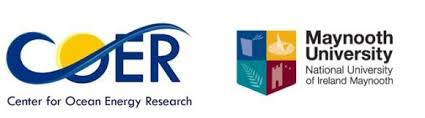 COER
Center for Ocean Energy Research
Maynooth
University
National University
of Ireland Maynooth